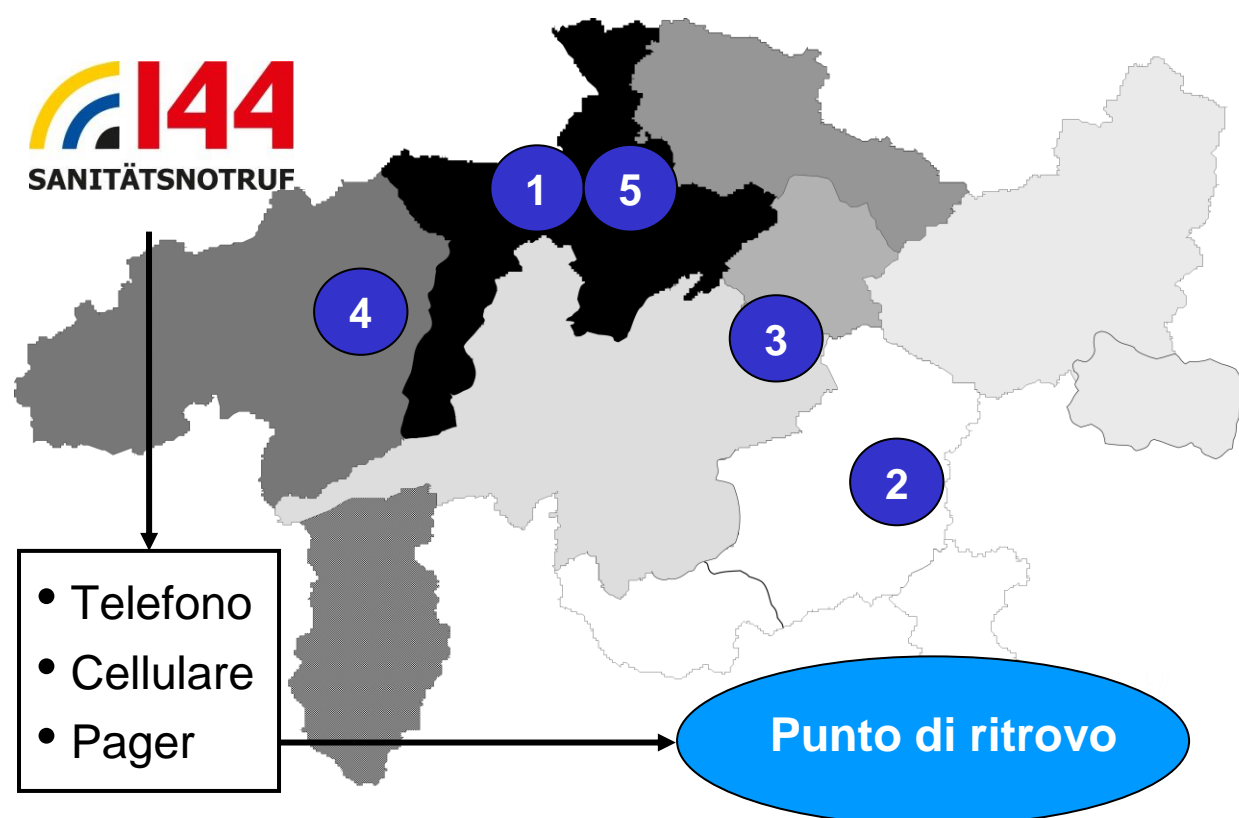 144
SANITÄTSNOTRUF
1
5
4
3
2
• Telefono
• Cellulare
• Pager
Punto di ritrovo